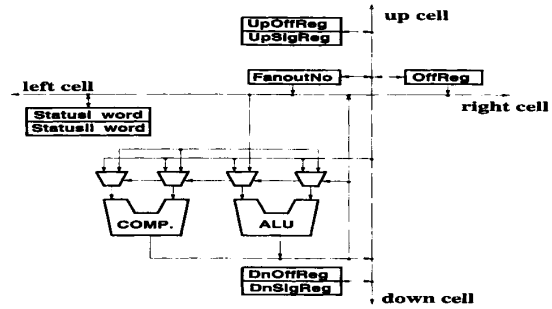 up cell
UpOffReg
UpSigReg
FanoutNo
OffReg
left cell
right cell
StatusI word
StatusII word
COMP.
ALU
DnOffReg
DnSigReg
down cell